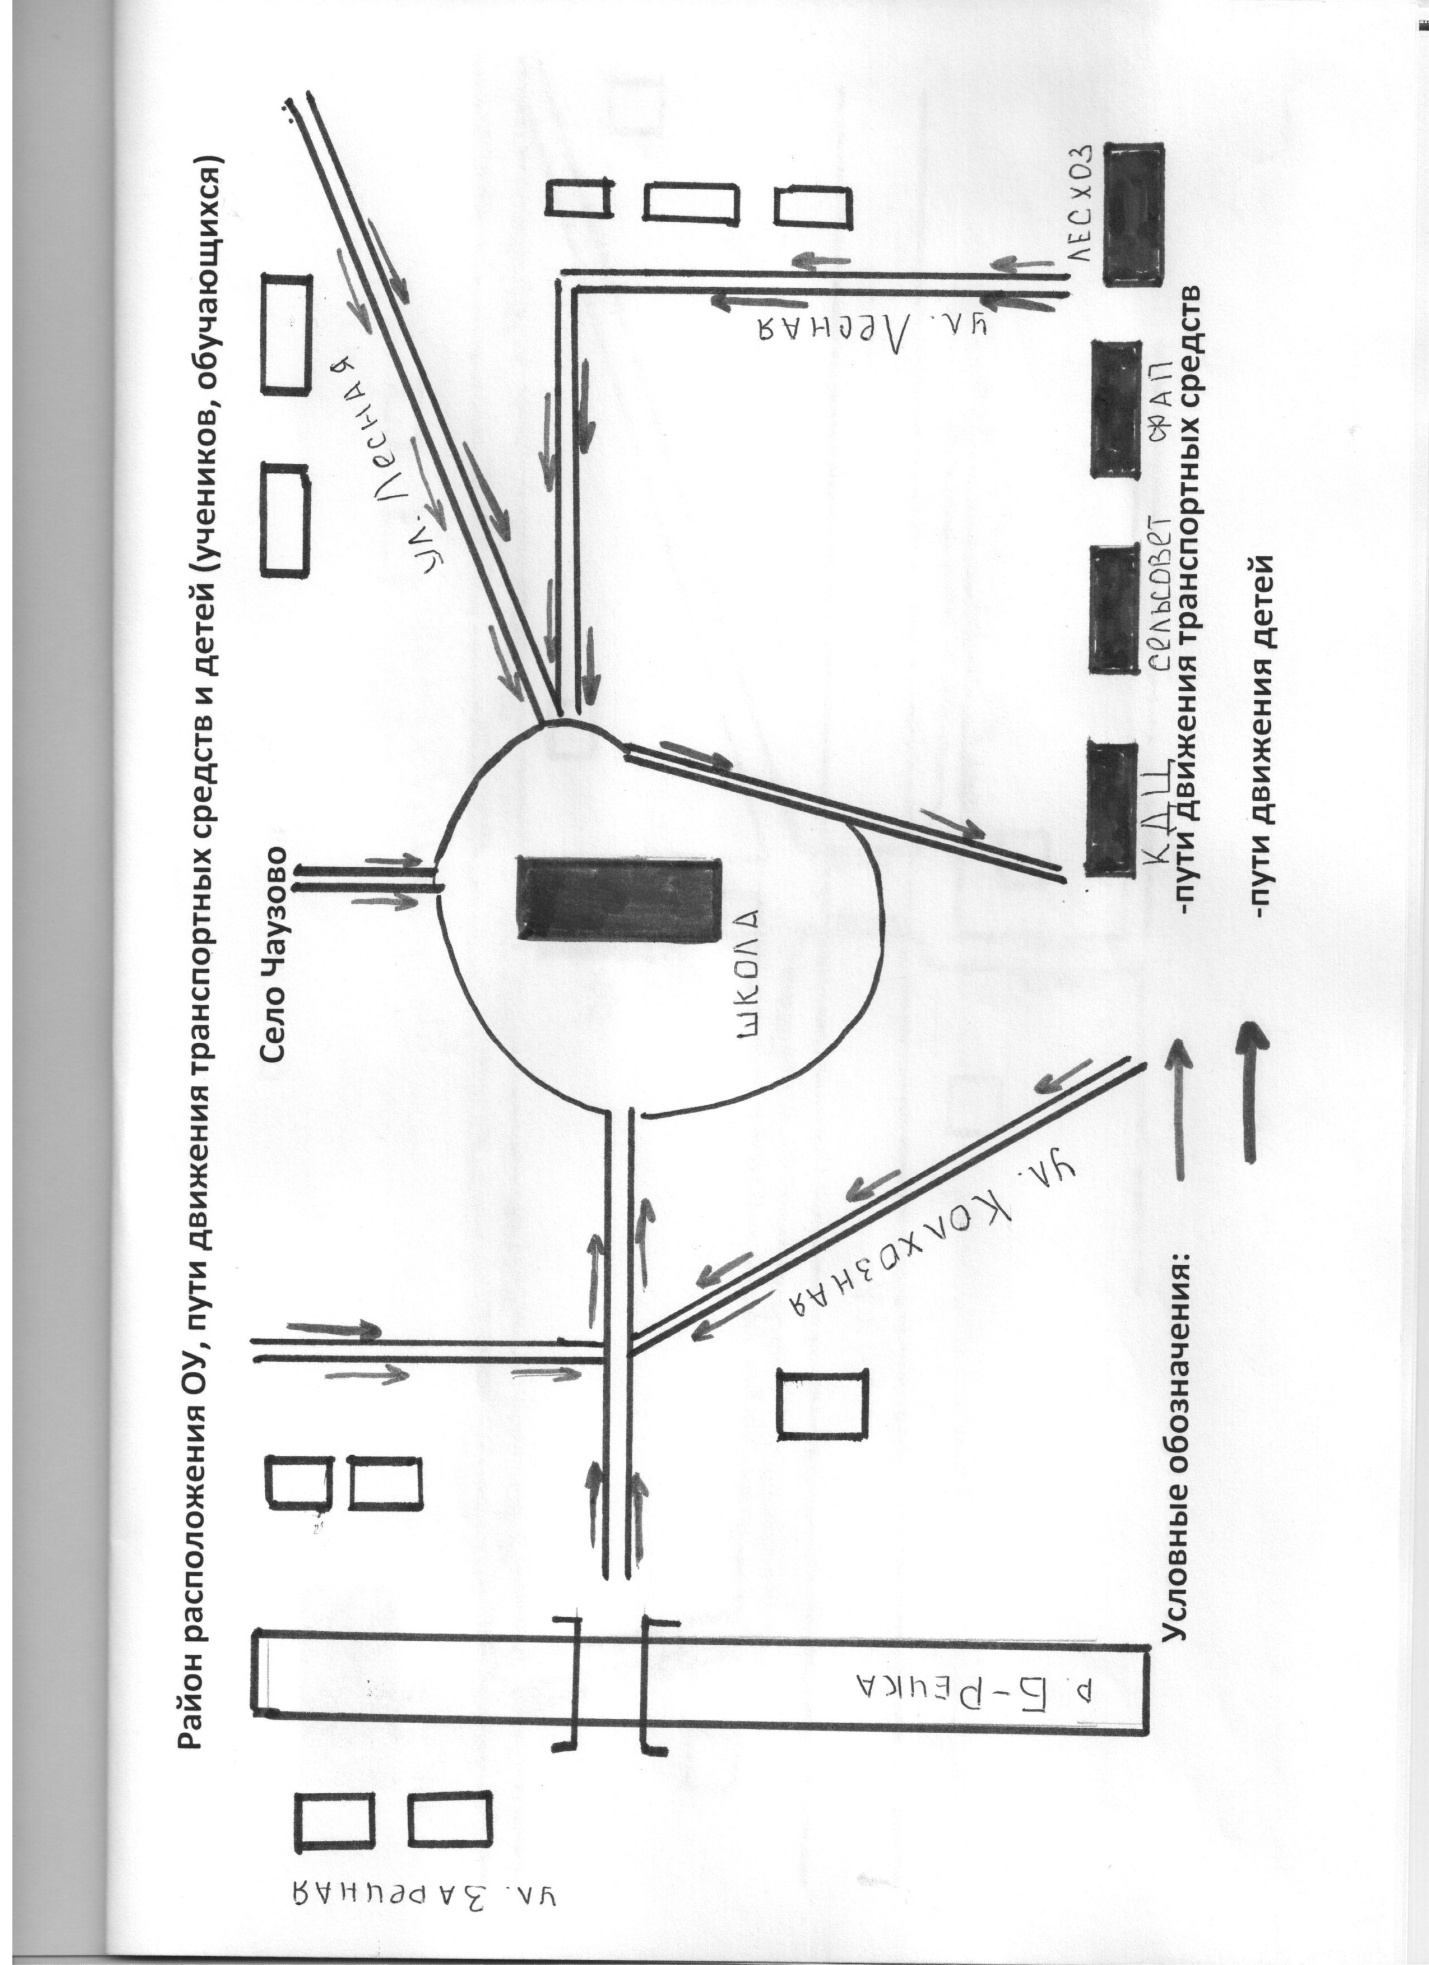 Район расположения ОУ, пути движения транспортных средств и детей (учеников, обучающихся)
Село Чаузово
ул. Лесная
ул. Лесная
ШКОЛА
ул. Колхозная
ул. Заречная
р. Б-Речка
КДЦ
СЕЛЬСОВЕТ
ФАП
ЛЕСХОЗ
Условные обозначения:
-пути движения транспортных средств
-пути движения детей